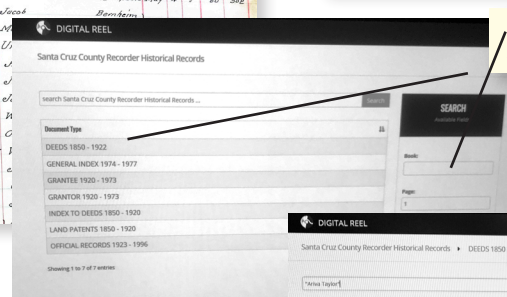 Jacob Bernheim
DIGITAL REEL
Santa Cruz County Recorder Historical Records
search Santa Cruz County Recorder Historical Records ...
Search
Document Type
DEEDS 1850 - 1922
GENERAL INDEX 1974 - 1977
GRANTEE 1920 - 1973
GRANTOR 1920 - 1973
INDEX TO DEEDS 1850 - 1920
LAND PATENTS 1850 - 1920
OFFICIAL RECORDS 1923 - 1996
Showing 1 to 7 of 7 entries
SEARCH
Available Field
Book:
Page:
1
DIGITAL REEL
Santa Cruz County Recorder Historical Records ▸ DEEDS 1850
"Ariva Taylor"